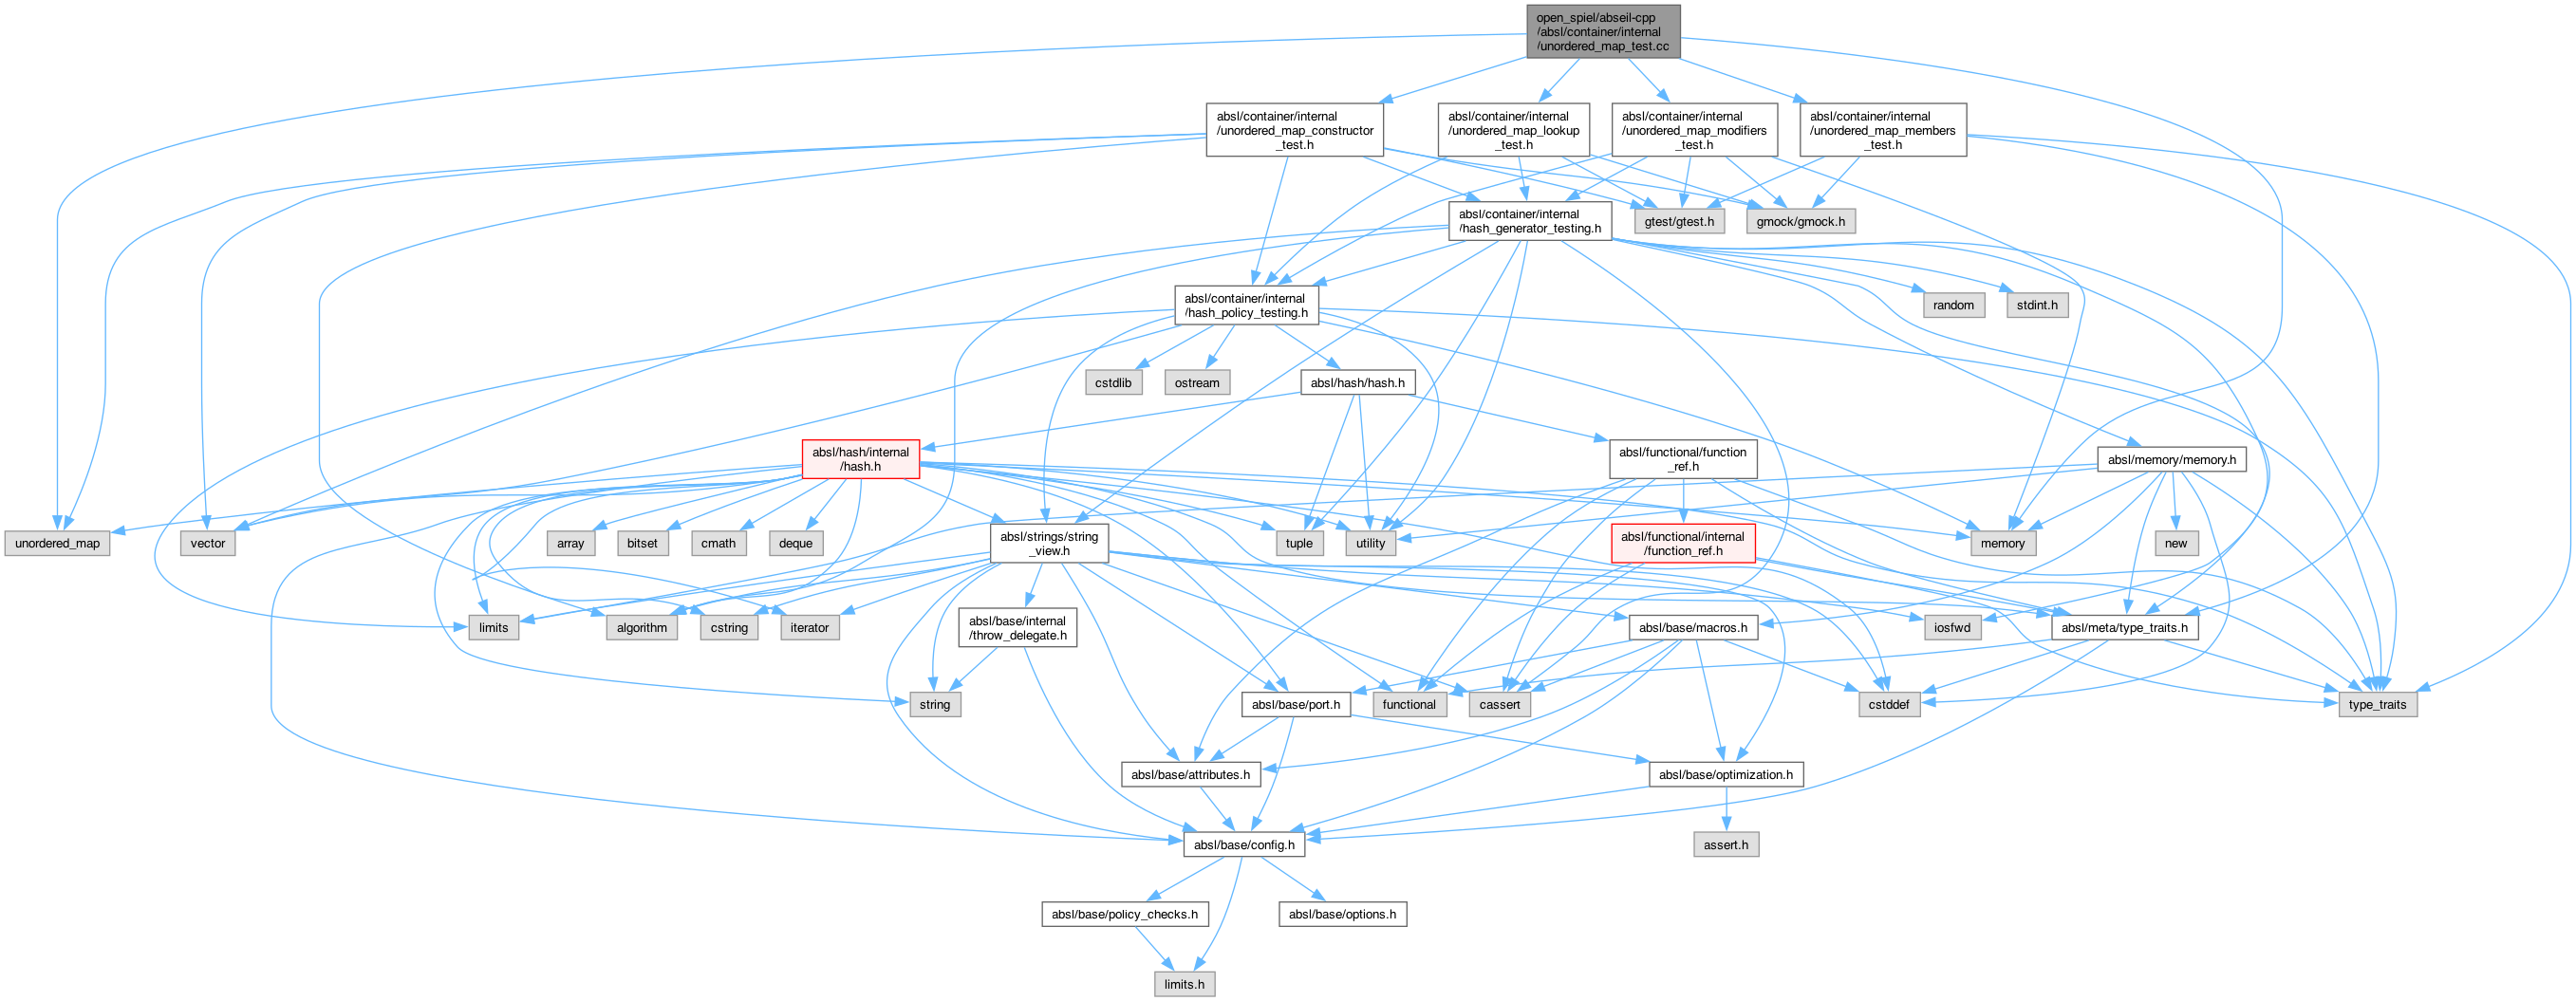 open_spiel/abseil-cpp
/absl/container/internal
/unordered_map_test.cc
absl/container/internal
/unordered_map_constructor
_test.h
absl/container/internal
/unordered_map_lookup
_test.h
absl/container/internal
/unordered_map_modifiers
_test.h
absl/container/internal
/unordered_map_members
_test.h
absl/container/internal
/hash_generator_testing.h
gtest/gtest.h
gmock/gmock.h
absl/container/internal
/hash_policy_testing.h
random
stdint.h
cstdlib
ostream
absl/hash/hash.h
absl/hash/internal
/hash.h
absl/functional/function
_ref.h
absl/memory/memory.h
unordered_map
vector
array
bitset
cmath
deque
absl/strings/string
_view.h
tuple
utility
absl/functional/internal
/function_ref.h
memory
new
limits
algorithm
cstring
iterator
absl/base/internal
/throw_delegate.h
absl/base/macros.h
iosfwd
absl/meta/type_traits.h
string
absl/base/port.h
functional
cassert
cstddef
type_traits
absl/base/attributes.h
absl/base/optimization.h
absl/base/config.h
assert.h
absl/base/policy_checks.h
absl/base/options.h
limits.h